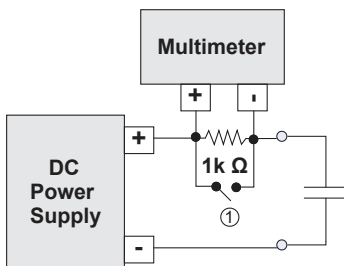 Multimeter
+ -
+
1k Ω
DC
Power
Supply
①
-